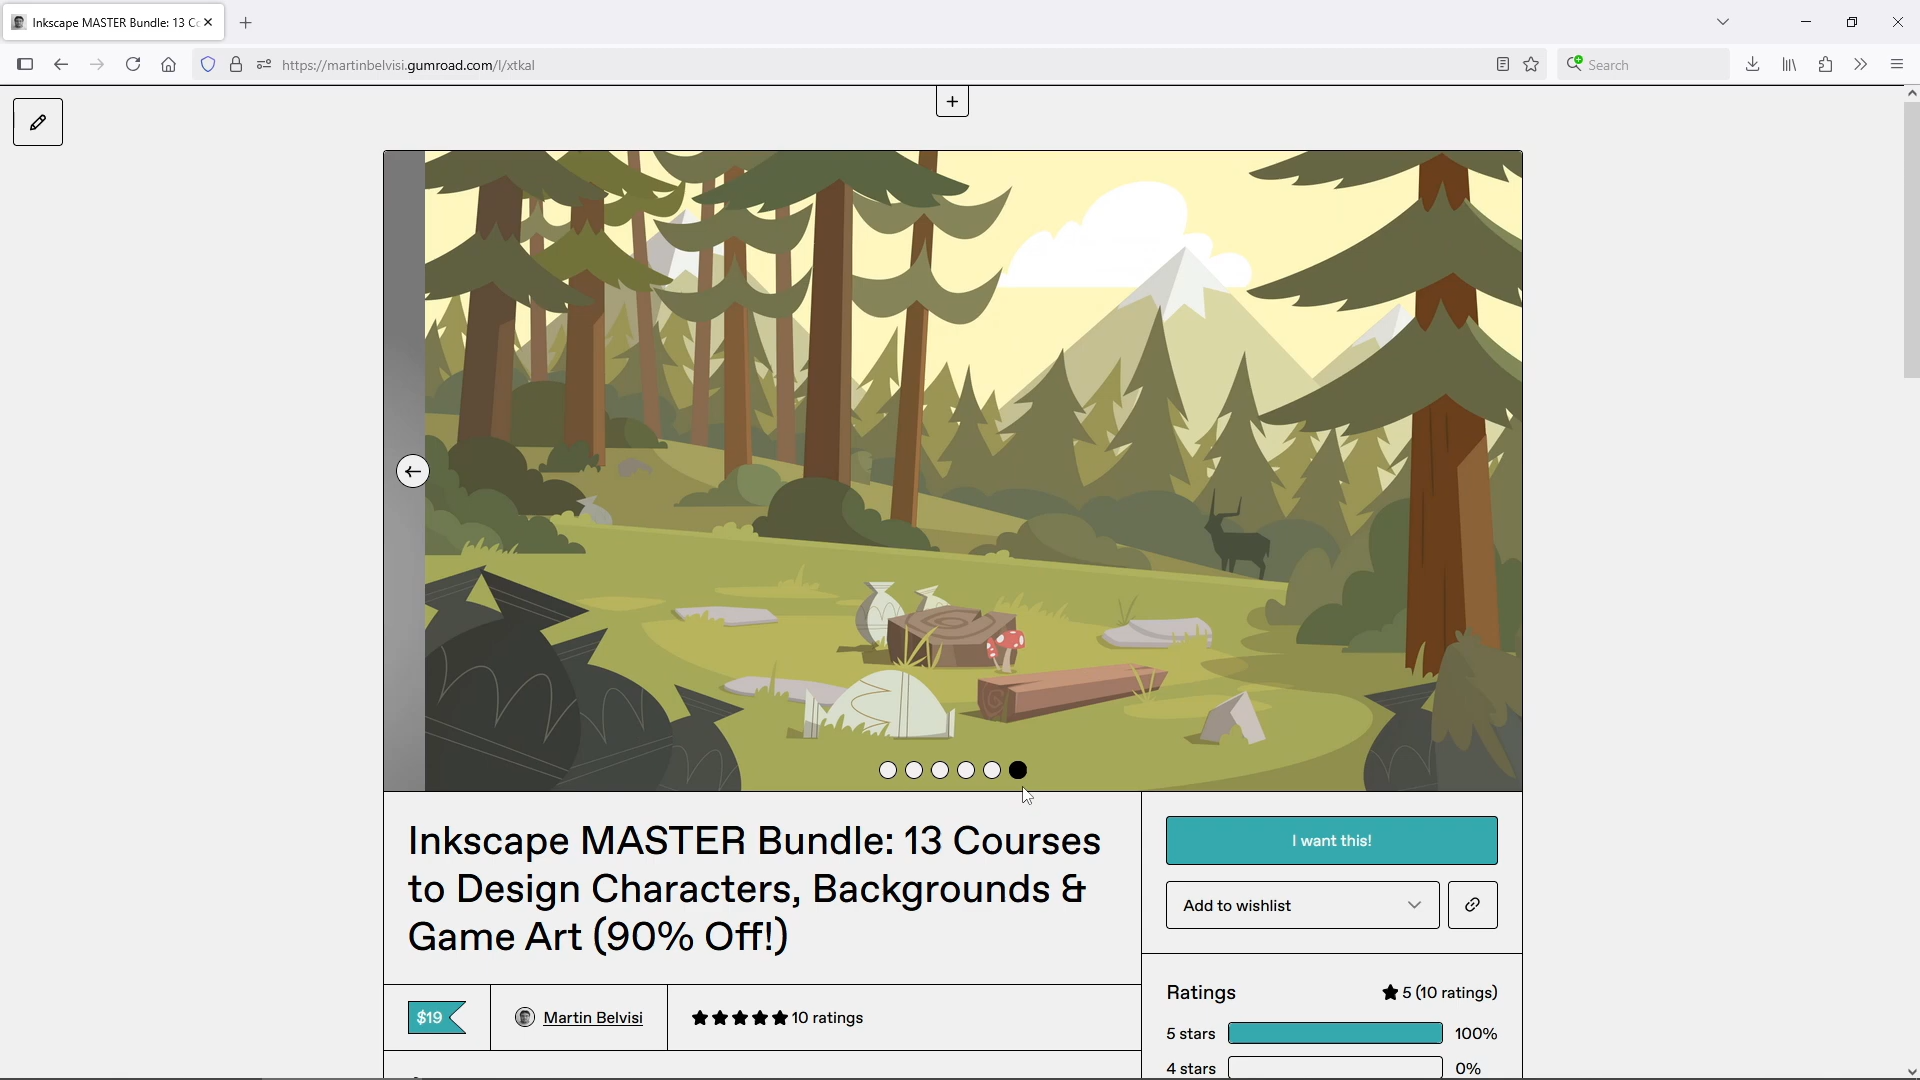 Inkscape MASTER Bundle: 13 Co
https://martinbelvisi.gumroad.com/l/xtkal
Search
Inkscape MASTER Bundle: 13 Courses
to Design Characters, Backgrounds &
Game Art (90% Off!)
I want this!
Add to wishlist
Ratings
5 (10 ratings)
$19
Martin Belvisi
10 ratings
5 stars
100%
4 stars
0%